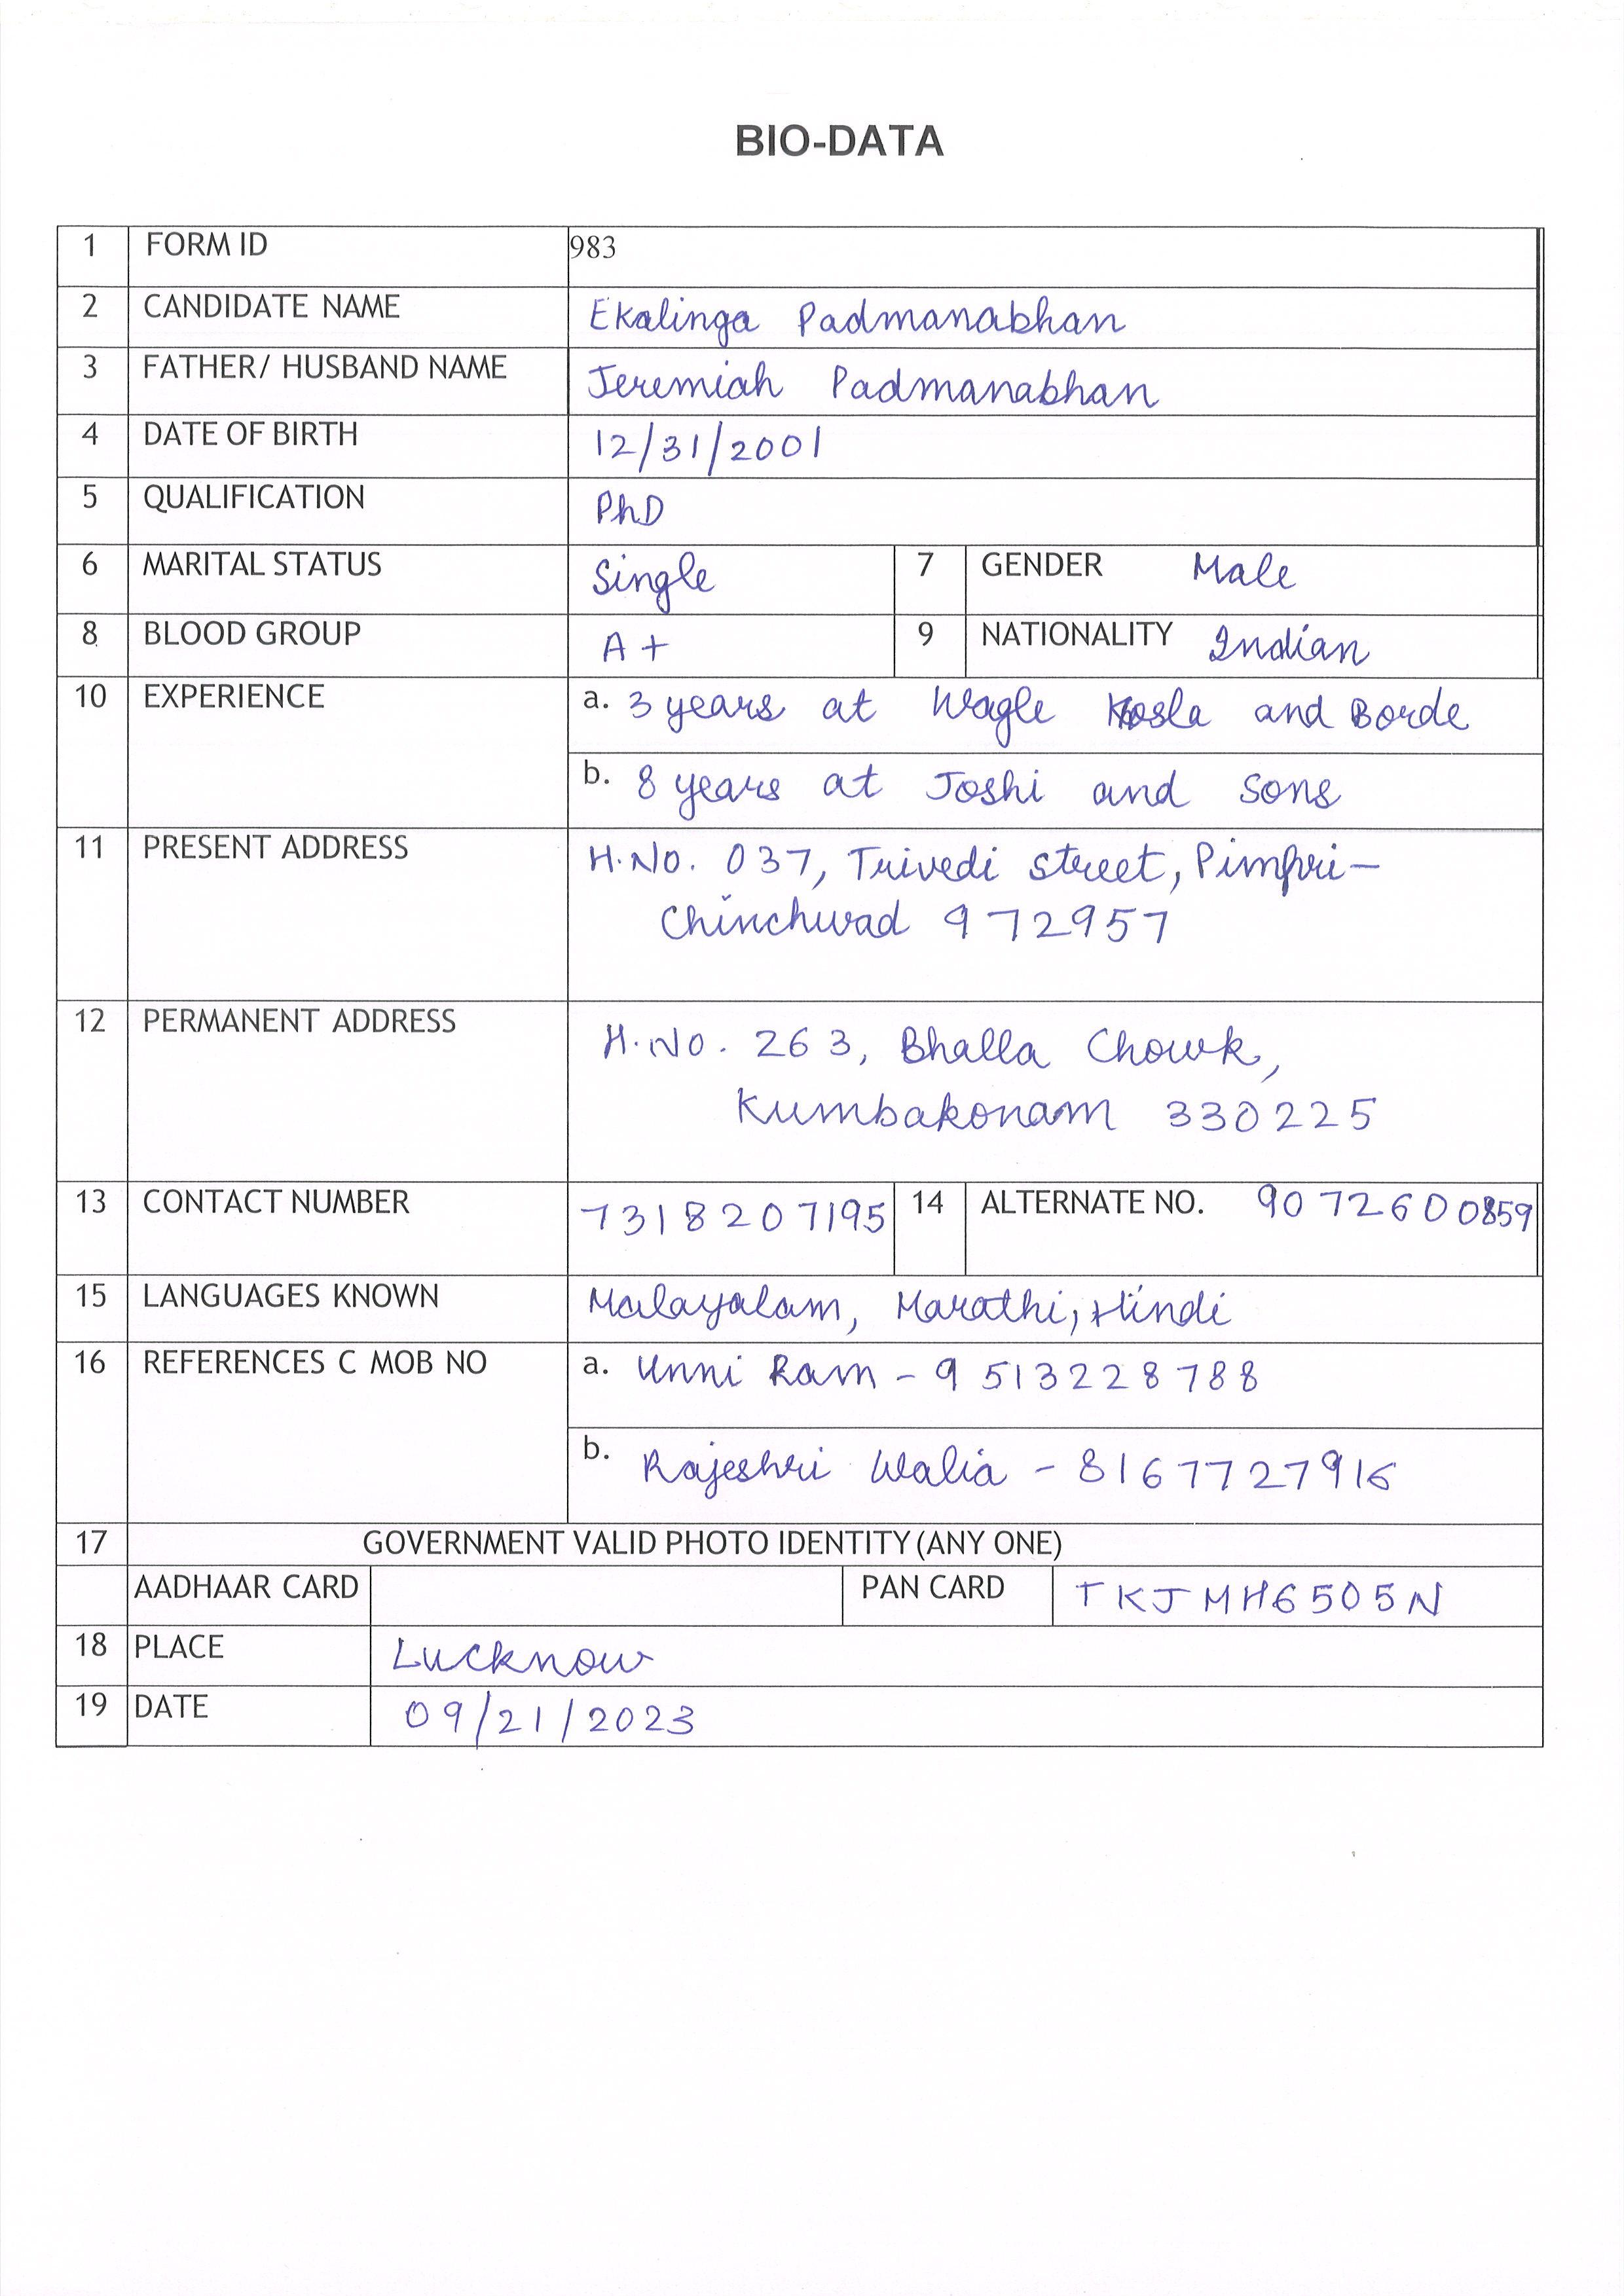 BIO-DATA
1 FORM ID 983
2 CANDIDATE NAME Ekalinga Padmanabhan
3 FATHER/ HUSBAND NAME Jeremiah Padmanabhan
4 DATE OF BIRTH 12/31/2001
5 QUALIFICATION PhD
6 MARITAL STATUS Single 7 GENDER Male
8 BLOOD GROUP A+ 9 NATIONALITY Indian
10 EXPERIENCE a. 3 years at Wagle Kosla and Borde
b. 8 years at Joshi and Sons
11 PRESENT ADDRESS H.No. 037, Trivedi Street, Pimpri-
Chinchwad 972957
12 PERMANENT ADDRESS H.No. 263, Bhalla Chowk,
Kumbakonam 330225
13 CONTACT NUMBER 7318207195 14 ALTERNATE NO. 9072600859
15 LANGUAGES KNOWN Malayalam, Marathi, Hindi
16 REFERENCES C MOB NO a. Unni Ram - 9513228788
b. Rajeshri Walia - 8167727916
17 GOVERNMENT VALID PHOTO IDENTITY (ANY ONE)
AADHAAR CARD PAN CARD TKJMH6505N
18 PLACE Lucknow
19 DATE 09/21/2023